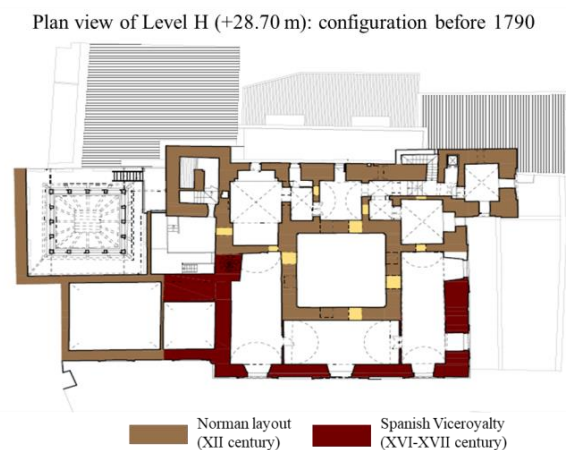 Plan view of Level H (+28.70 m): configuration before 1790
Norman layout
(XII century)
Spanish Viceroyalty
(XVI-XVII century)